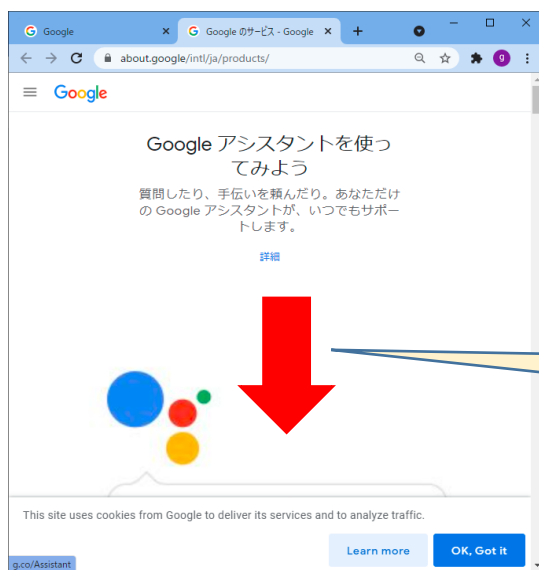 Google
Google のサービス - Google
about.google/intl/ja/products/
g
Google
Google アシスタントを使っ
てみよう
質問したり、手伝いを頼んだり。あなただけ
の Google アシスタントが、いつでもサポー
トします。
詳細
This site uses cookies from Google to deliver its services and to analyze traffic.
Learn more
OK, Got it
g.co/Assistant